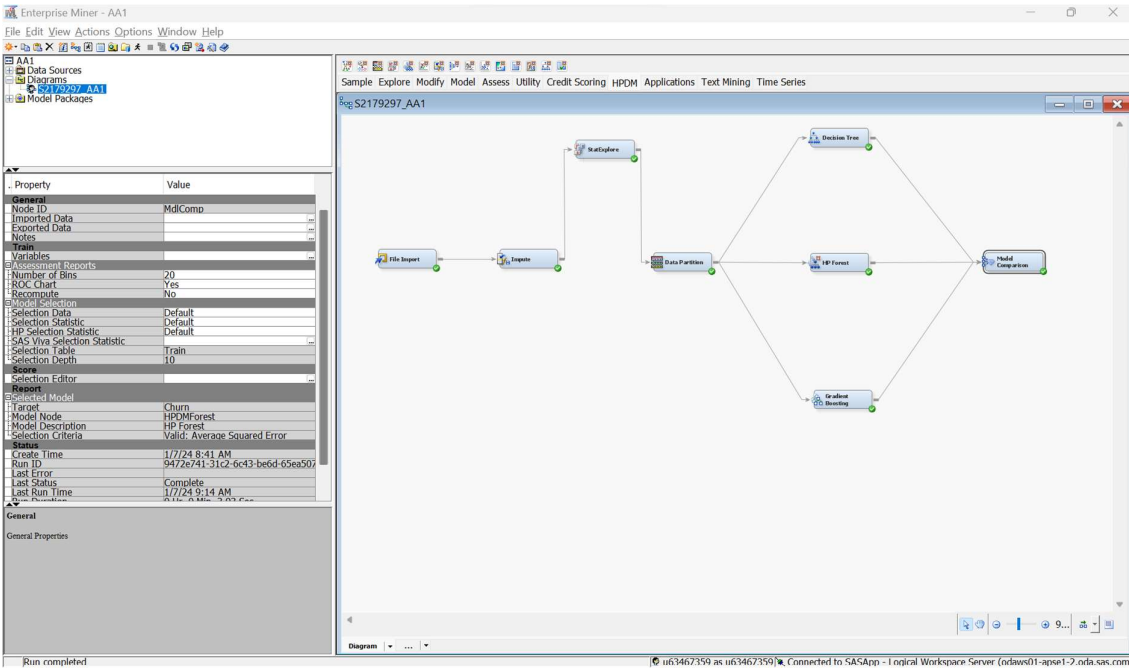 Enterprise Miner - AA1
File Edit View Actions Options Window Help
AA1
Data Sources
Diagrams
S2179297_AA1
Model Packages
. Property Value
General
Node ID MdlComp
Imported Data ...
Exported Data ...
Notes ...
Train
Variables ...
Assessment Reports
Number of Bins 20
ROC Chart Yes
Recompute No
Model Selection
Selection Data Default
Selection Statistic Default
HP Selection Statistic Default
SAS Viya Selection Statistic ...
Selection Table Train
Selection Depth 10
Score
Selection Editor ...
Report
Selected Model
Target Churn
Model Node HPDMForest
Model Description HP Forest
Selection Criteria Valid: Average Squared Error
Status
Create Time 1/7/24 8:41 AM
Run ID 9472e741-31c2-6c43-be6d-65ea507
Last Error
Last Status Complete
Last Run Time 1/7/24 9:14 AM
General
General Properties
Sample Explore Modify Model Assess Utility Credit Scoring HPDM Applications Text Mining Time Series
S2179297_AA1
Decision Tree
StatExplore
File Import
Impute
Data Partition
HP Forest
Model
Comparison
Gradient
Boosting
9...
Diagram ...
Run completed
u63467359 as u63467359 Connected to SASApp - Logical Workspace Server (odaws01-apse1-2.oda.sas.com